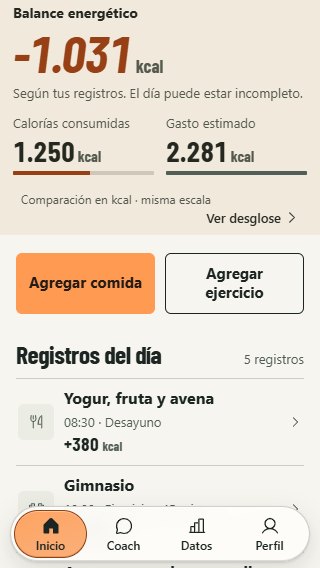 Balance energético
-1.031 kcal
Según tus registros. El día puede estar incompleto.
Calorías consumidas
Gasto estimado
1.250 kcal
2.281 kcal
Comparación en kcal · misma escala
Ver desglose
Agregar comida
Agregar
ejercicio
Registros del día
5 registros
Yogur, fruta y avena
08:30 · Desayuno
+380 kcal
Gimnasio
Inicio
Coach
Datos
Perfil